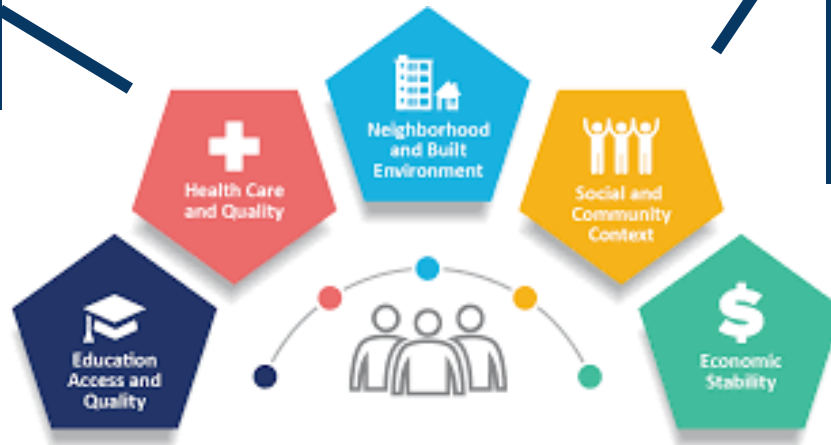 Neighborhood
and Built
Environment
Health Care
and Quality
Social and
Community
Context
Education
Access and
Quality
Economic
Stability